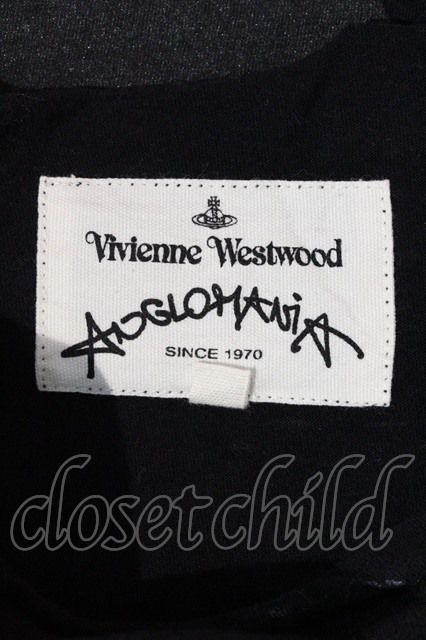 Vivienne Westwood
ANGLOMANiA
SINCE 1970
closetchild